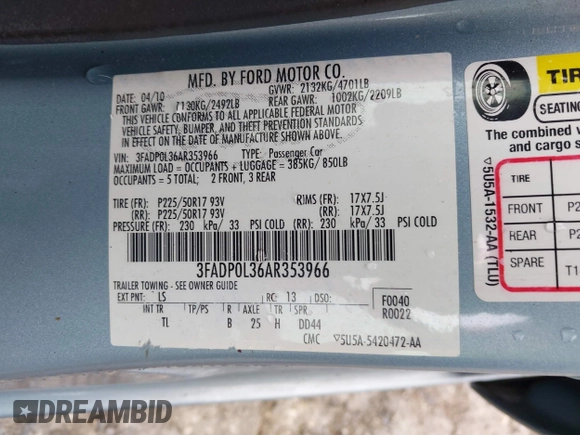 MFD. BY FORD MOTOR CO.
DATE: 04/10 GVWR: 2132KG/4701LB
FRONT GAWR: 1130KG/2492LB REAR GAWR: 1002KG/2209LB
THIS VEHICLE CONFORMS TO ALL APPLICABLE FEDERAL MOTOR
VEHICLE SAFETY, BUMPER, AND THEFT PREVENTION STANDARDS
IN EFFECT ON THE DATE OF MANUFACTURE SHOWN ABOVE.
VIN: 3FADP0L36AR353966 TYPE: Passenger Car
MAXIMUM LOAD = OCCUPANTS + LUGGAGE = 385KG/ 850LB
OCCUPANTS = 5 TOTAL; 2 FRONT, 3 REAR
TIRE (FR): P225/50R17 93V RIMS (FR): 17X7.5J
(RR): P225/50R17 93V (RR): 17X7.5J
PRESSURE (FR): 230 kPa/ 33 PSI COLD (RR): 230 kPa/ 33 PSI COLD
3FADP0L36AR353966
TRAILER TOWING - SEE OWNER GUIDE
EXT PNT: LS RC: 13 DSO: F0040
R0022
INT TR TP/PS R AXLE TR SPR
TL B 25 H DD44
CMC ▽5U5A-5420472-AA
TIR
SEATING
The combined
and cargo s
TIRE
FRONT P2
REAR P2
SPARE T1
▽5U5A-1532-AA (TLU)
DREAMBID